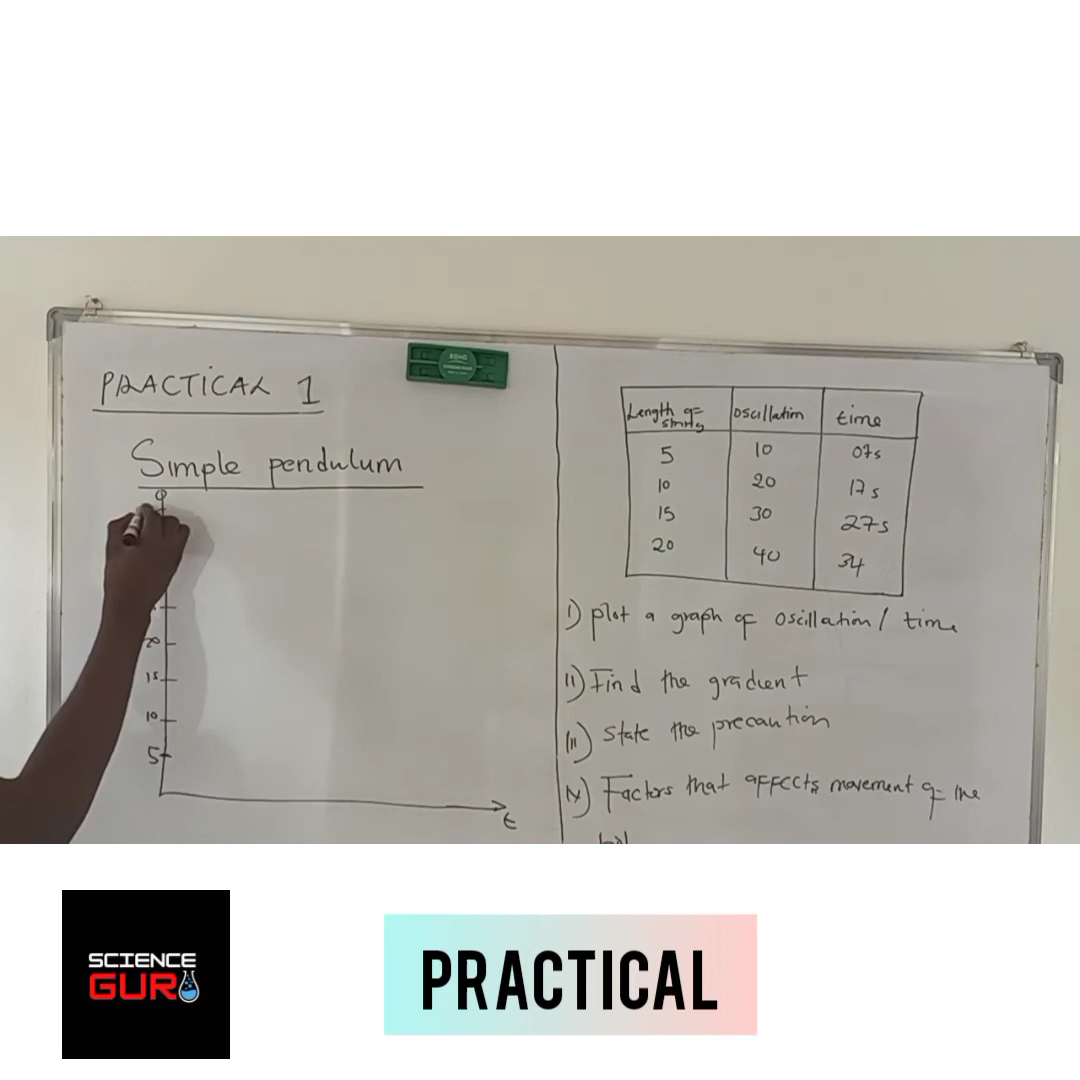 PRACTICAL 1
Simple pendulum
20
15
10
5
t
Length of oscillation time
string
5 10 07s
10 20 17s
15 30 27s
20 40 34
i) plot a graph of oscillation / time
ii) Find the gradient
iii) state the precaution
iv) Factors that affects movement of the
SCIENCE
GURU
PRACTICAL